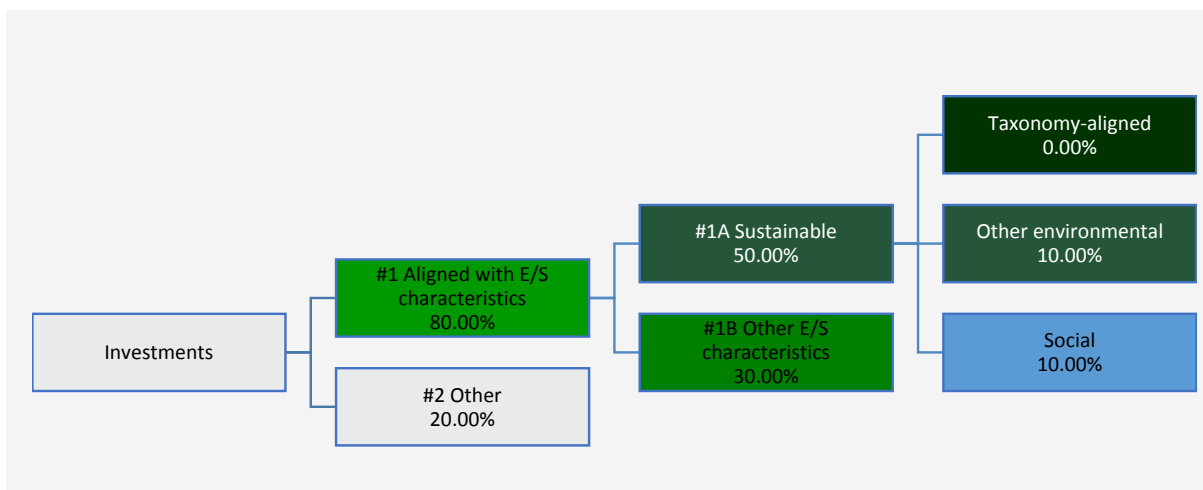 Investments
#1 Aligned with E/S
characteristics
80.00%
#2 Other
20.00%
#1A Sustainable
50.00%
#1B Other E/S
characteristics
30.00%
Taxonomy-aligned
0.00%
Other environmental
10.00%
Social
10.00%